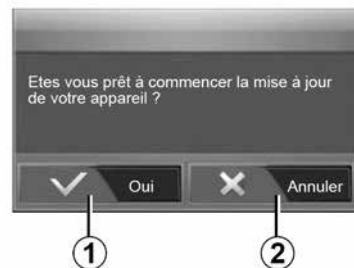 Etes vous prêt à commencer la mise à jour
de votre appareil ?
Oui
Annuler
1
2